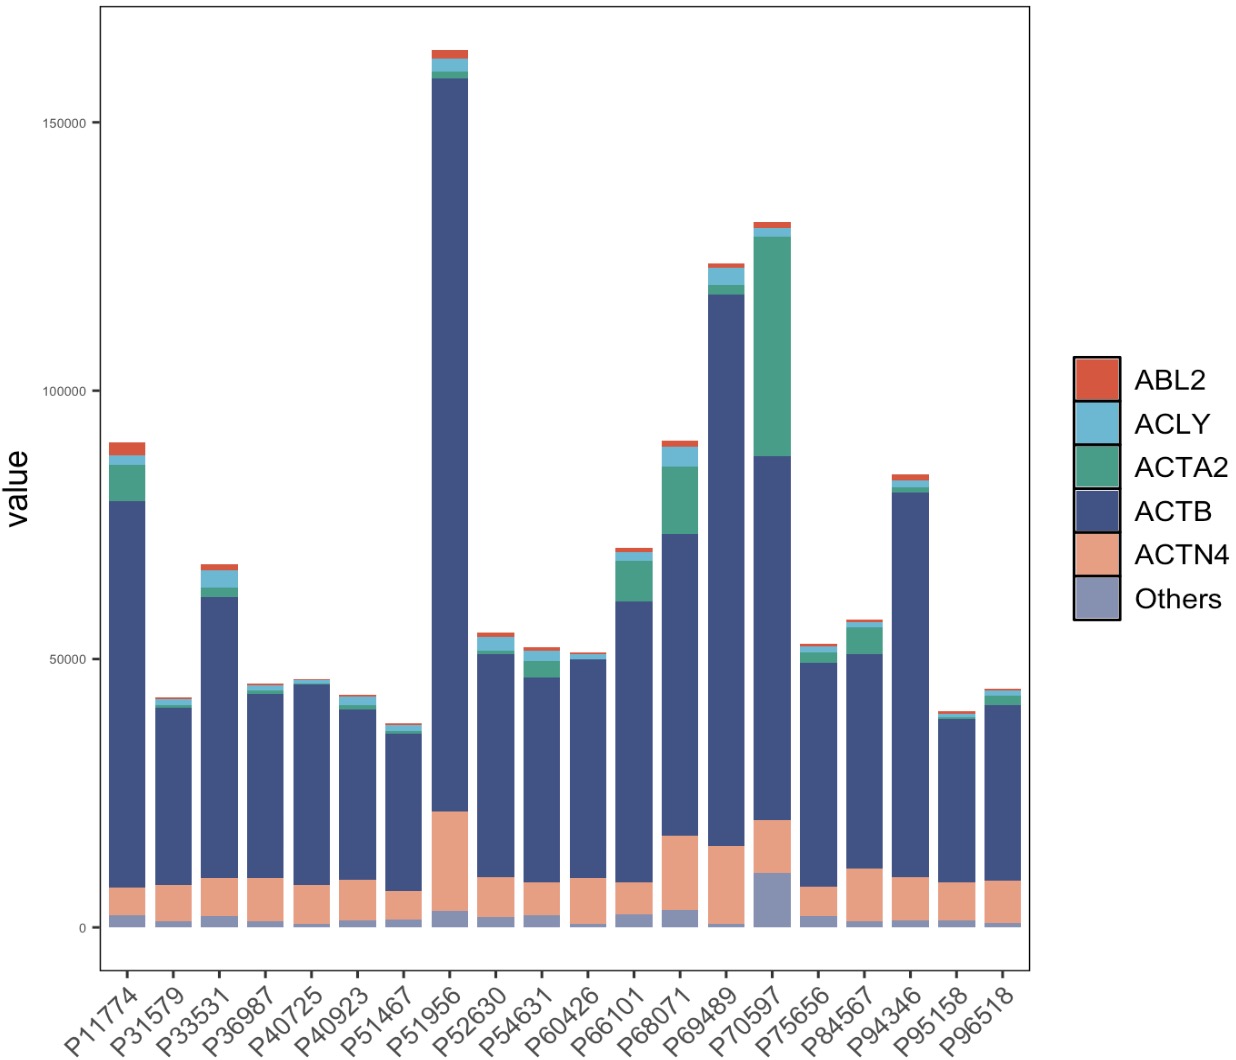 value
150000
100000
50000
0
P11774
P31579
P33531
P36987
P40725
P40923
P51467
P51956
P52630
P54631
P60426
P66101
P68071
P69489
P70597
P75656
P84567
P94346
P95158
P96518
ABL2
ACLY
ACTA2
ACTB
ACTN4
Others